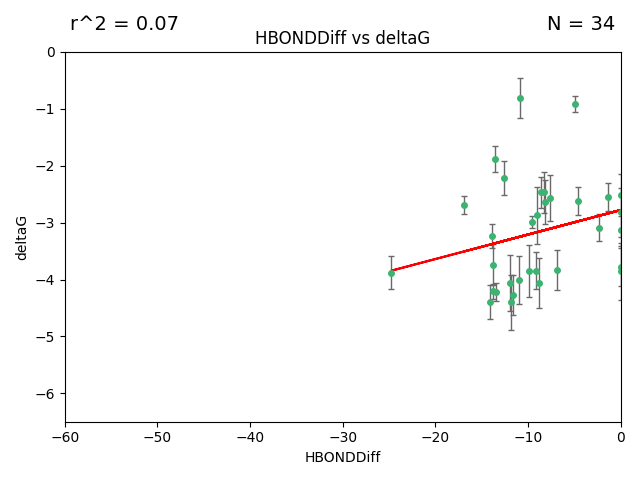 r^2 = 0.07
N = 34
HBONDDiff vs deltaG
0
−1
−2
−3
−4
−5
−6
deltaG
−60 −50 −40 −30 −20 −10 0
HBONDDiff